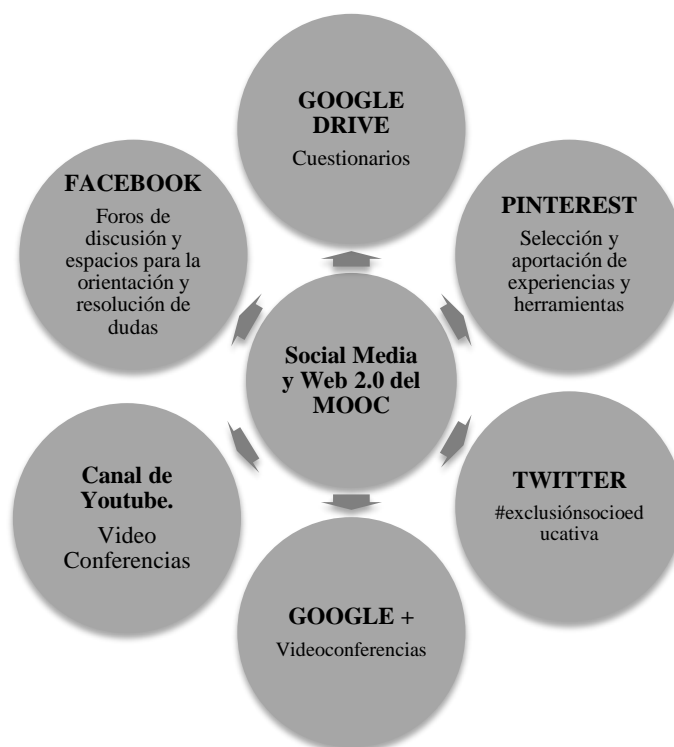 GOOGLE
DRIVE
Cuestionarios
FACEBOOK
Foros de
discusión y
espacios para la
orientación y
resolución de
dudas
PINTEREST
Selección y
aportación de
experiencias y
herramientas
Social Media
y Web 2.0 del
MOOC
Canal de
Youtube.
Video
Conferencias
TWITTER
#exclusiónsocioed
ucativa
GOOGLE +
Videoconferencias